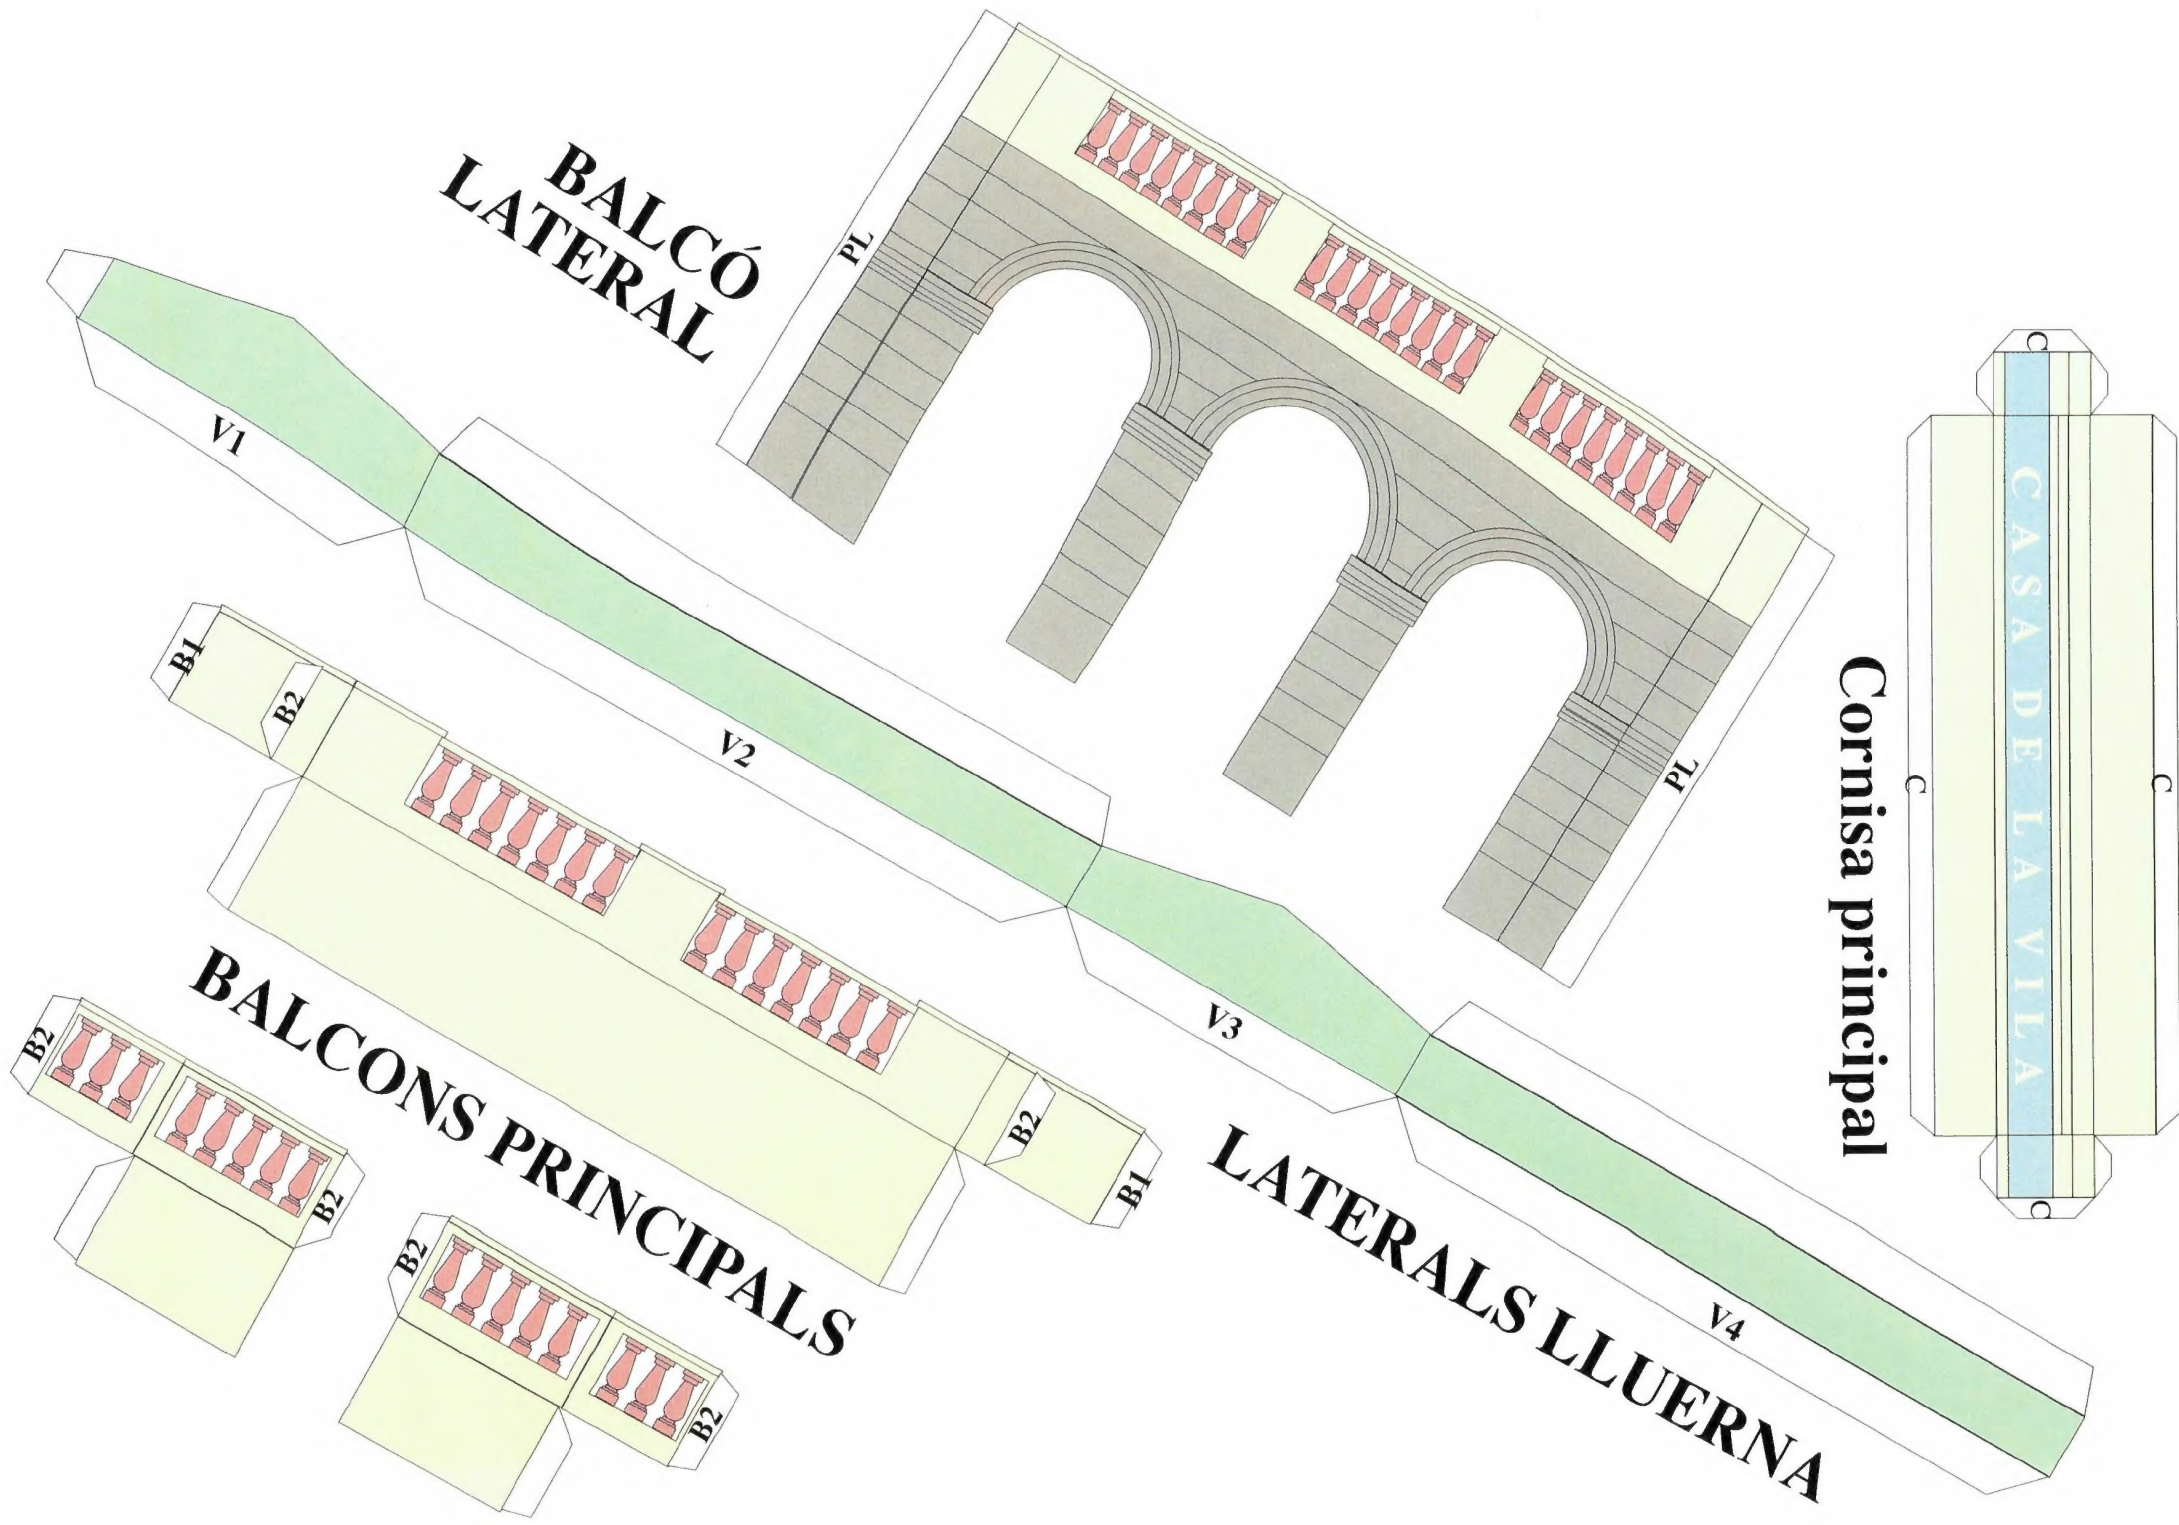 BALCÓ
LATERAL
PL
PL
V1
V2
V3
V4
LATERALS LLUERNA
B1
B2
B2
B1
BALCONS PRINCIPALS
B2
B2
B2
B2
Cornisa principal
C
C
CASA DE LA VILA
C
C